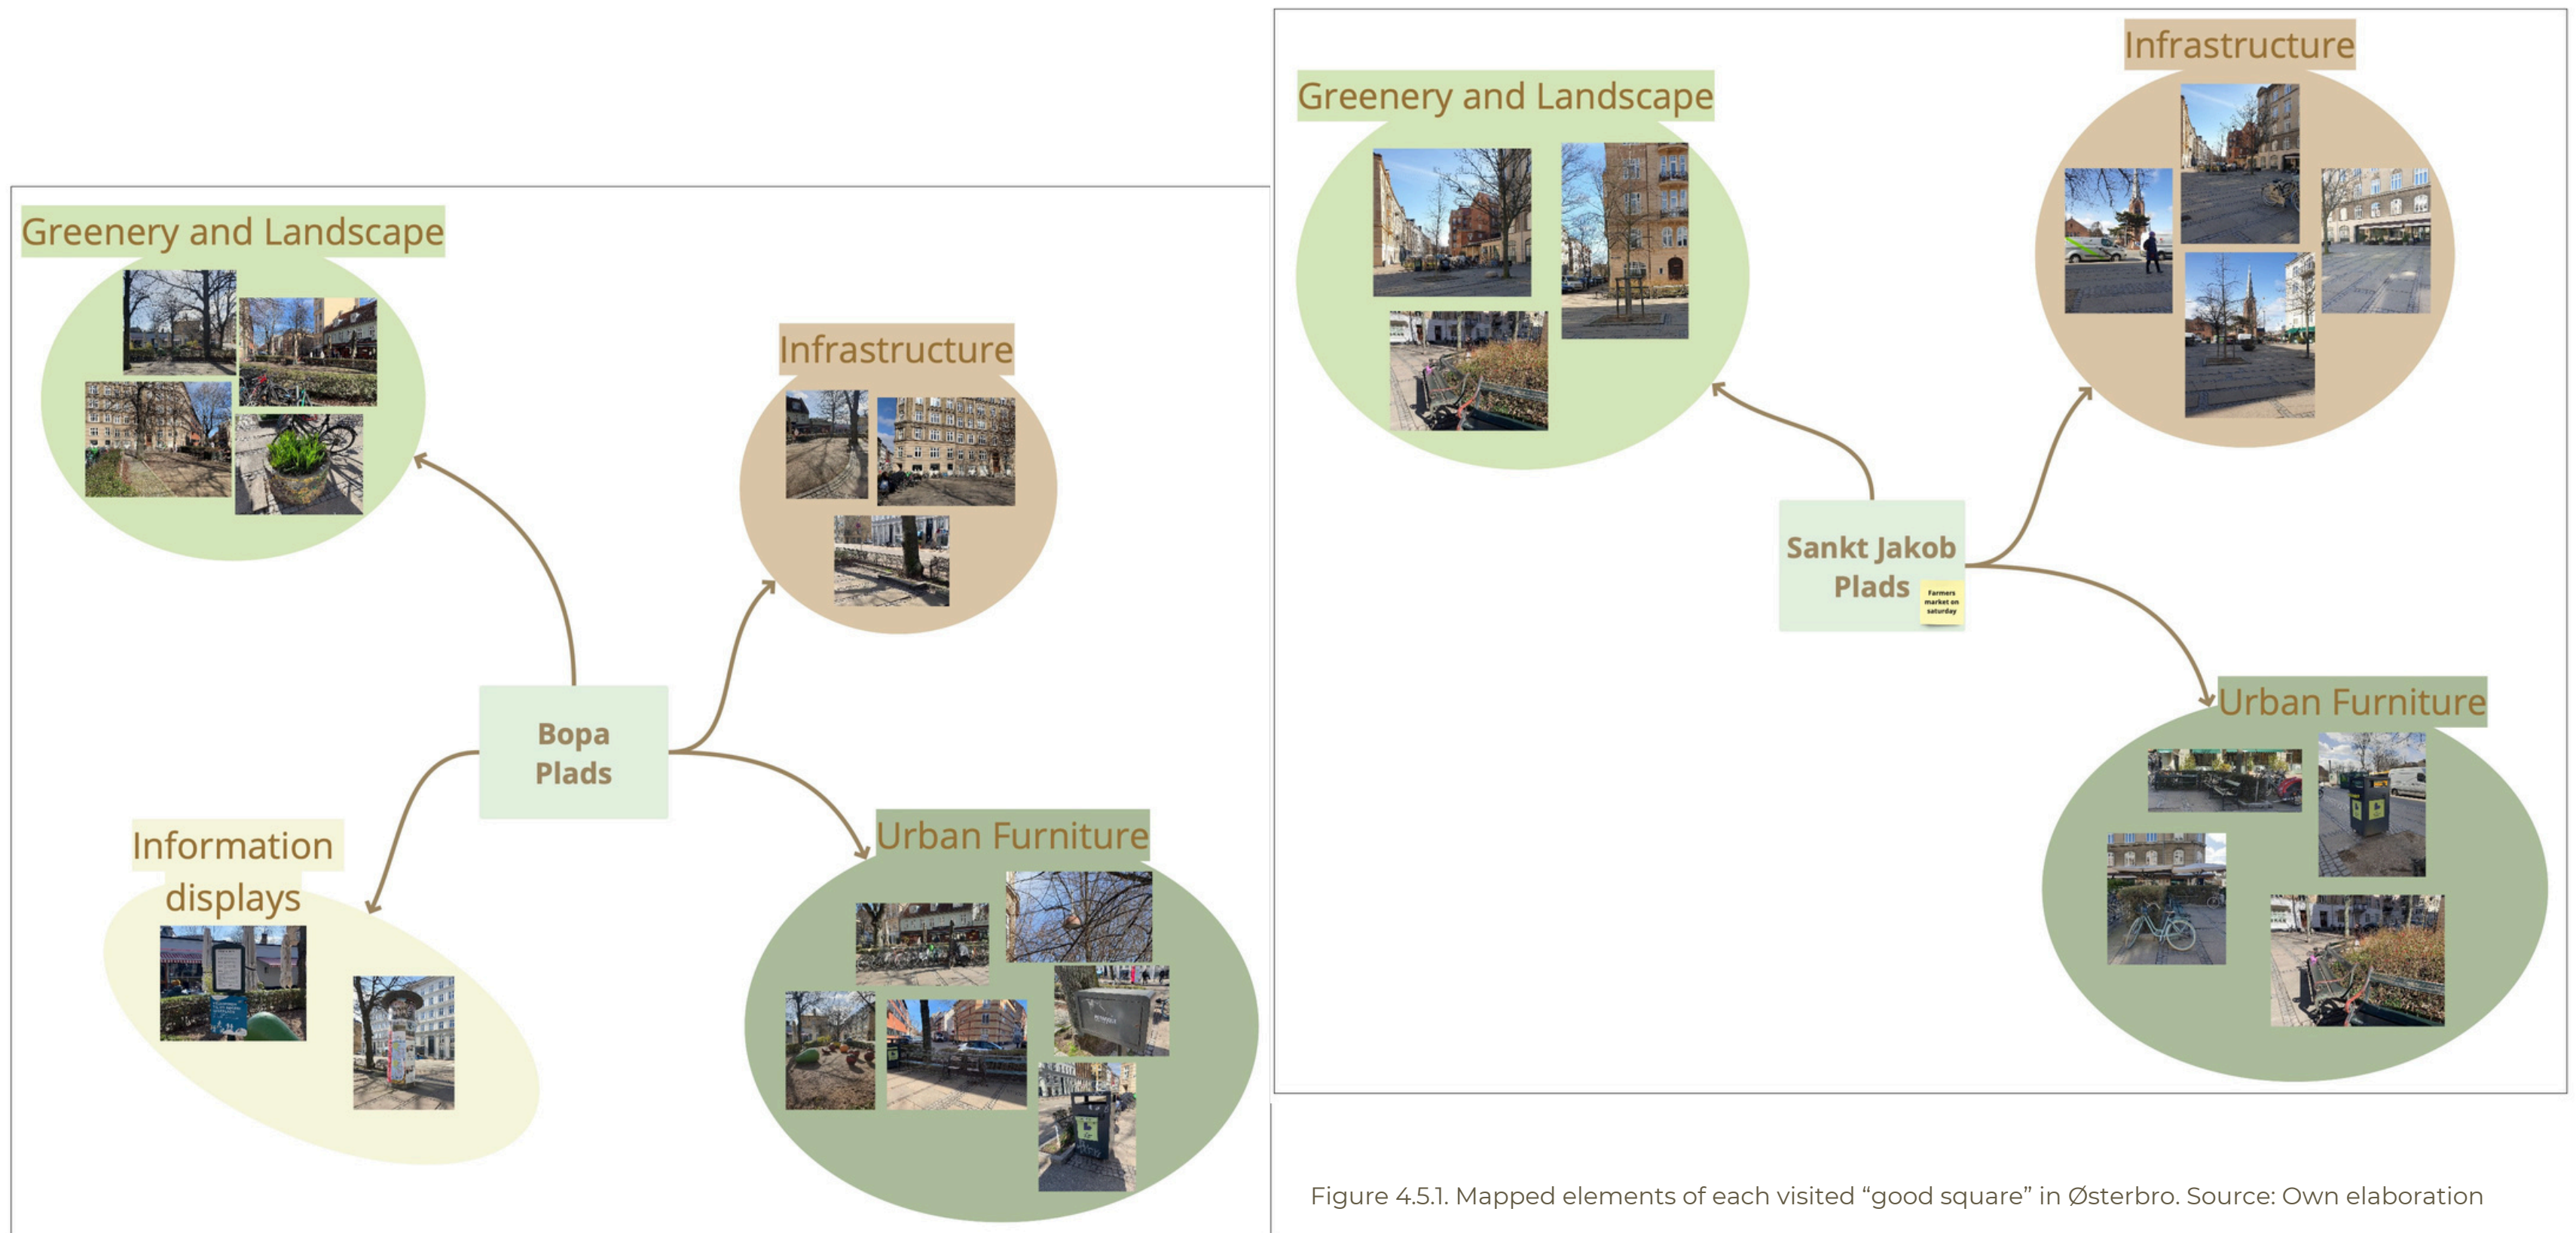 Greenery and Landscape
Infrastructure
Bopa
Plads
Information
displays
Urban Furniture
Greenery and Landscape
Infrastructure
Sankt Jakob
Plads
Farmers
market on
saturday
Urban Furniture
Figure 4.5.1. Mapped elements of each visited “good square” in Østerbro. Source: Own elaboration